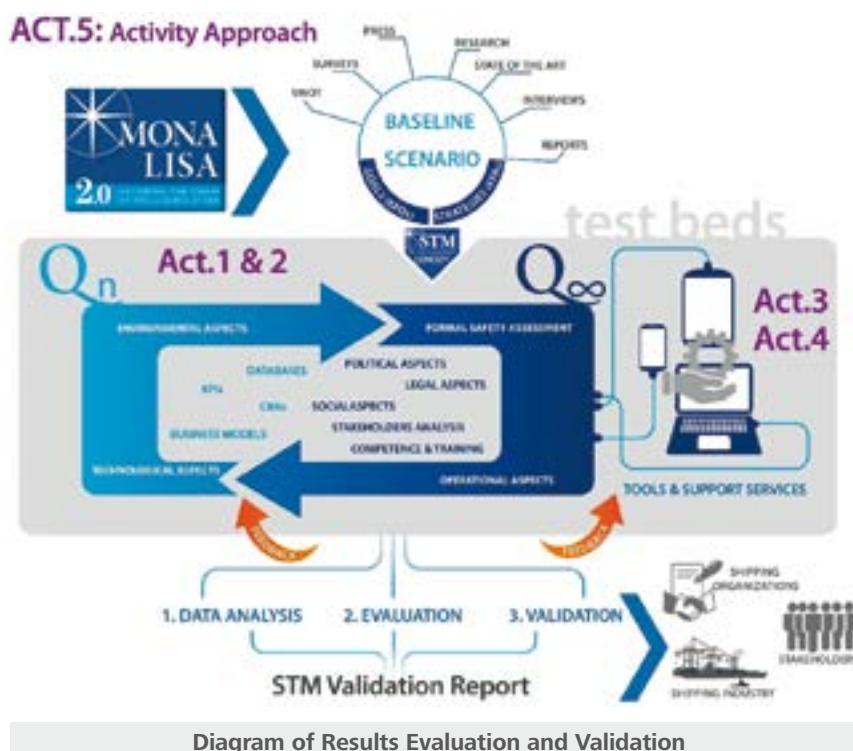 ACT.5: Activity Approach
PRESS
RESEARCH
SURVEYS
STATE OF THE ART
INTERVIEWS
REPORTS
BASELINE
SCENARIO
MONA
LISA
2.0
STM
test beds
Qn
Act.1 & 2
Q∞
Act.3
Act.4
ENVIRONMENTAL ASPECTS
FORMAL SAFETY ASSESSMENT
DATABASES
POLITICAL ASPECTS
KPIs
LEGAL ASPECTS
CBAs
SOCIAL ASPECTS
BUSINESS MODELS
STAKEHOLDERS ANALYSIS
COMPETENCE & TRAINING
TECHNOLOGICAL ASPECTS
OPERATIONAL ASPECTS
TOOLS & SUPPORT SERVICES
FEEDBACK
FEEDBACK
SHIPPING
ORGANIZATIONS
1. DATA ANALYSIS
2. EVALUATION
3. VALIDATION
STAKEHOLDERS
STM Validation Report
SHIPPING INDUSTRY
Diagram of Results Evaluation and Validation